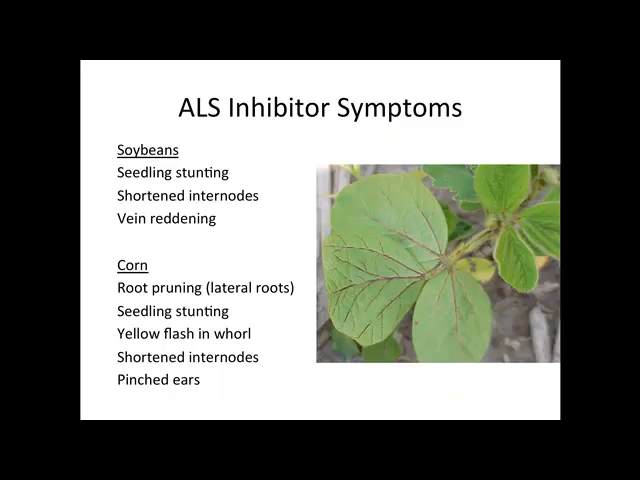 ALS Inhibitor Symptoms
Soybeans
Seedling stunting
Shortened internodes
Vein reddening
Corn
Root pruning (lateral roots)
Seedling stunting
Yellow flash in whorl
Shortened internodes
Pinched ears